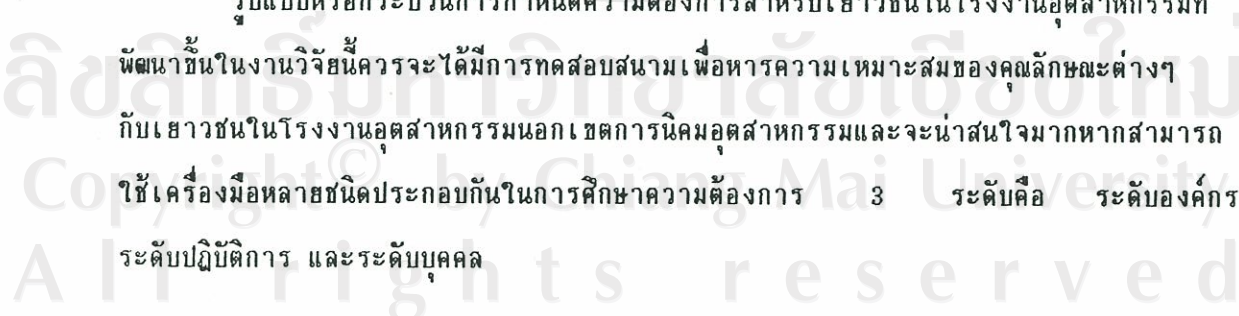 รูปแบบหรือกระบวนการกำหนดความต้องการสำหรับเยาวชนในโรงงานอุตสาหกรรมที่
พัฒนาขึ้นในงานวิจัยนี้ควรจะได้มีการทดสอบสนามเพื่อหารความเหมาะสมของคุณลักษณะต่างๆ
กับเยาวชนในโรงงานอุตสาหกรรมนอกเขตการนิคมอุตสาหกรรมและจะน่าสนใจมากหากสามารถ
ใช้เครื่องมือหลายชนิดประกอบกันในการศึกษาความต้องการ 3 ระดับคือ ระดับองค์กร
ระดับปฏิบัติการ และระดับบุคคล
ลิขสิทธิ์มหาวิทยาลัยเชียงใหม่
Copyright© by Chiang Mai University
All rights reserved